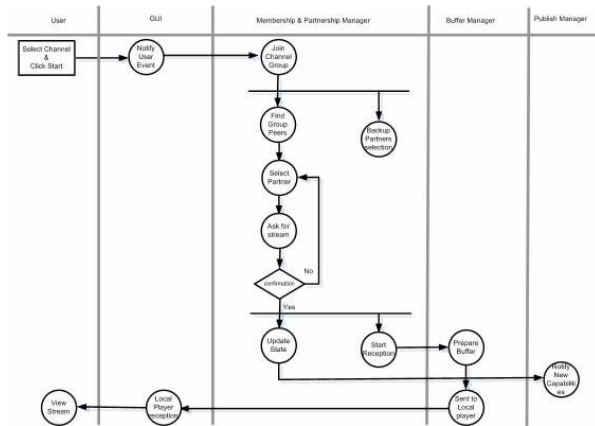 User
GUI
Membership & Partnership Manager
Buffer Manager
Publish Manager
Select Channel
&
Click Start
Notify
User
Event
Join
Channel
Group
Find
Group
Peers
Backup
Partners
selection
Select
Partner
Ask for
stream
confirmation
No
Yes
Update
State
Start
Reception
Prepare
Buffer
Notify
New
Capabiliti
es
View
Stream
Local
Player
reception
Sent to
Local
player